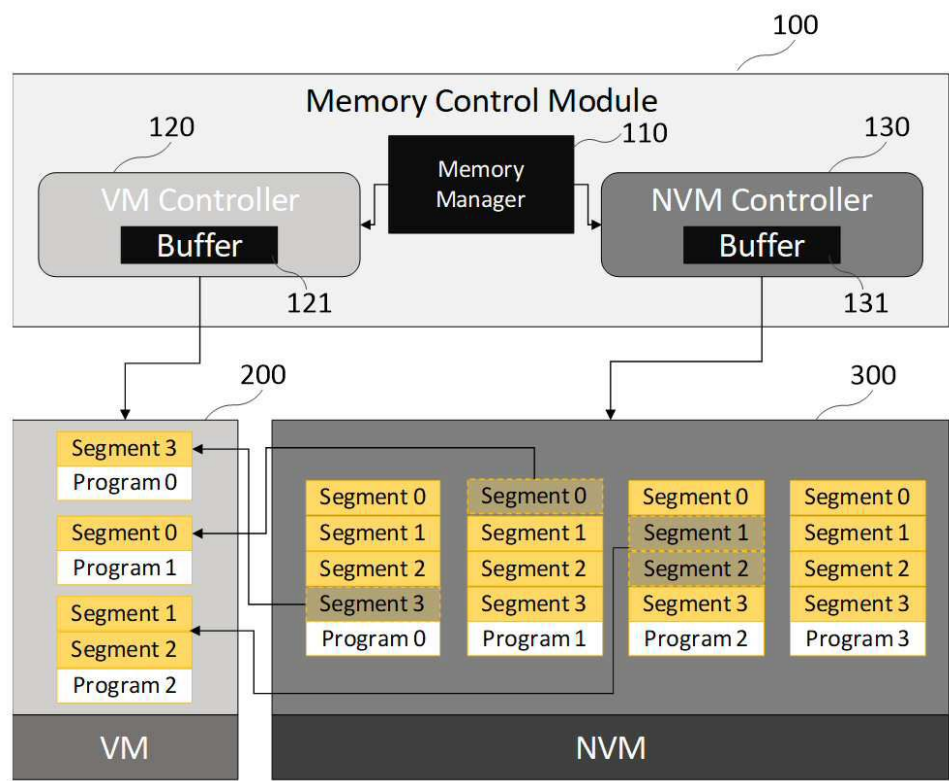 100
Memory Control Module
120
110
130
VM Controller
Memory
Manager
NVM Controller
Buffer
Buffer
121
131
200
300
Segment 3
Program 0
Segment 0
Program 1
Segment 1
Segment 2
Program 2
VM
Segment 0
Segment 1
Segment 2
Segment 3
Program 0
Segment 0
Segment 1
Segment 2
Segment 3
Program 1
Segment 0
Segment 1
Segment 2
Segment 3
Program 2
Segment 0
Segment 1
Segment 2
Segment 3
Program 3
NVM